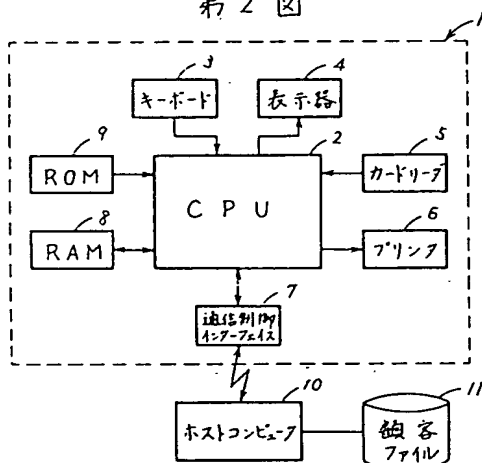 第2図
1
3
4
キーボード
表示器
9
2
5
ROM
CPU
カードリーダ
8
6
RAM
プリンタ
7
通信制御
インターフェイス
10
11
ホストコンピュータ
顧客
ファイル